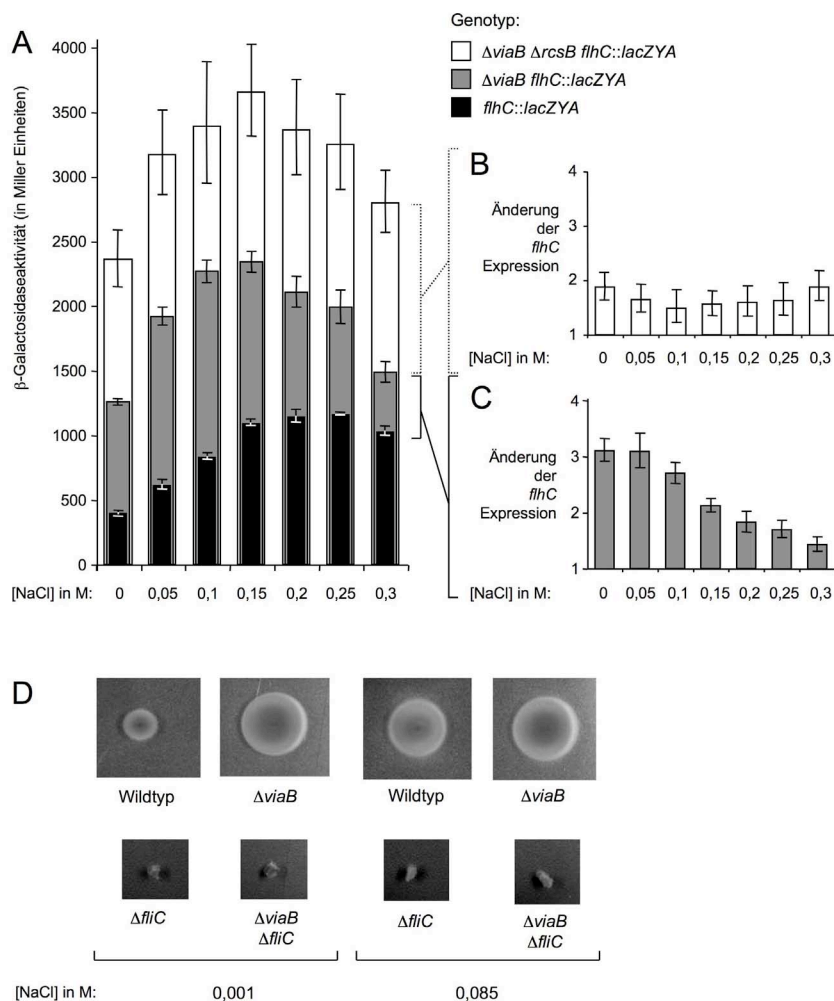 Genotyp:
ΔviaB ΔrcsB flhC::lacZYA
ΔviaB flhC::lacZYA
flhC::lacZYA
A
β-Galactosidaseaktivität (in Miller Einheiten)
4000
3500
3000
2500
2000
1500
1000
500
0
[NaCl] in M: 0 0,05 0,1 0,15 0,2 0,25 0,3
B
Änderung
der
flhC
Expression
4
3
2
1
[NaCl] in M: 0 0,05 0,1 0,15 0,2 0,25 0,3
C
Änderung
der
flhC
Expression
4
3
2
1
[NaCl] in M: 0 0,05 0,1 0,15 0,2 0,25 0,3
D
Wildtyp ΔviaB Wildtyp ΔviaB
ΔfliC ΔviaB ΔfliC ΔviaB
ΔfliC ΔfliC
[NaCl] in M: 0,001 0,085